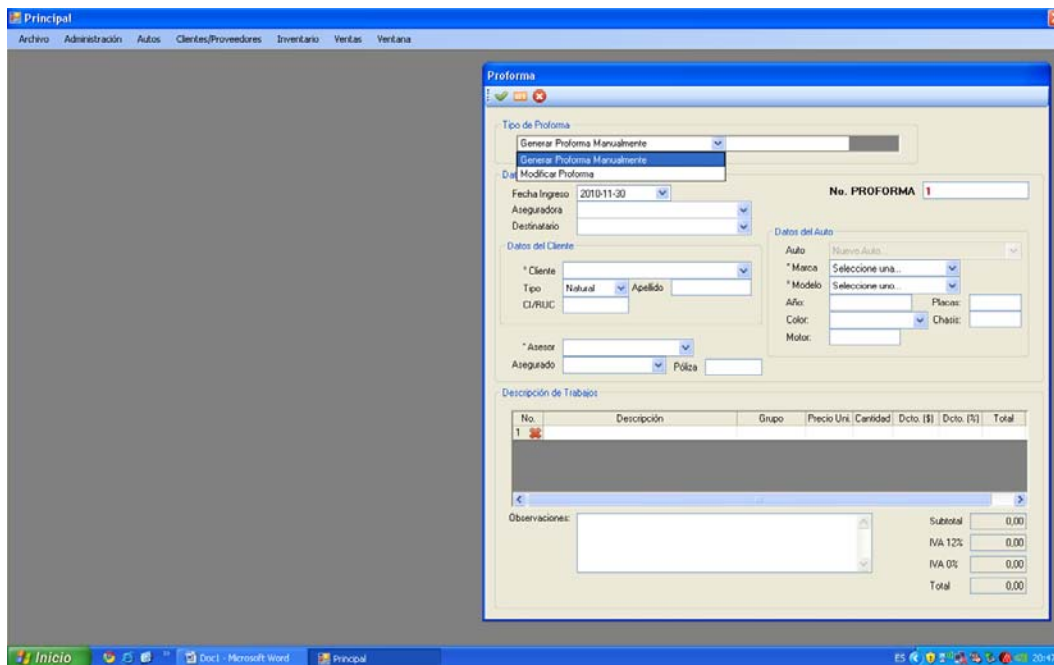 Principal
Archivo Administración Autos Clientes/Proveedores Inventario Ventas Ventana
Proforma
Tipo de Proforma
Generar Proforma Manualmente
Generar Proforma Manualmente
Modificar Proforma
No. PROFORMA 1
Fecha Ingreso 2010-11-30
Aseguradora
Destinatario
Datos del Cliente
* Cliente
Tipo Natural Apellido
CI/RUC
* Asesor
Asegurado Póliza
Datos del Auto
Auto Nuevo Auto...
* Marca Seleccione una...
* Modelo Seleccione uno...
Año: Placas:
Color: Chasis:
Motor:
Descripción de Trabajos
No. Descripción Grupo Precio Uni. Cantidad Dcto. ($) Dcto. (%) Total
1
Observaciones:
Subtotal 0,00
IVA 12% 0,00
IVA 0% 0,00
Total 0,00
Inicio Doc1 - Microsoft Word Principal ES 20:47